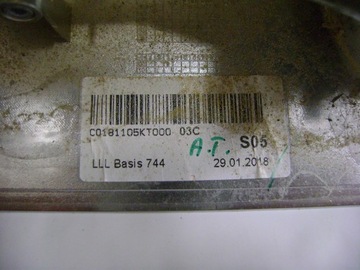 C0181105KT000 03C
A.T. S05
LLL Basis 744 29.01.2018